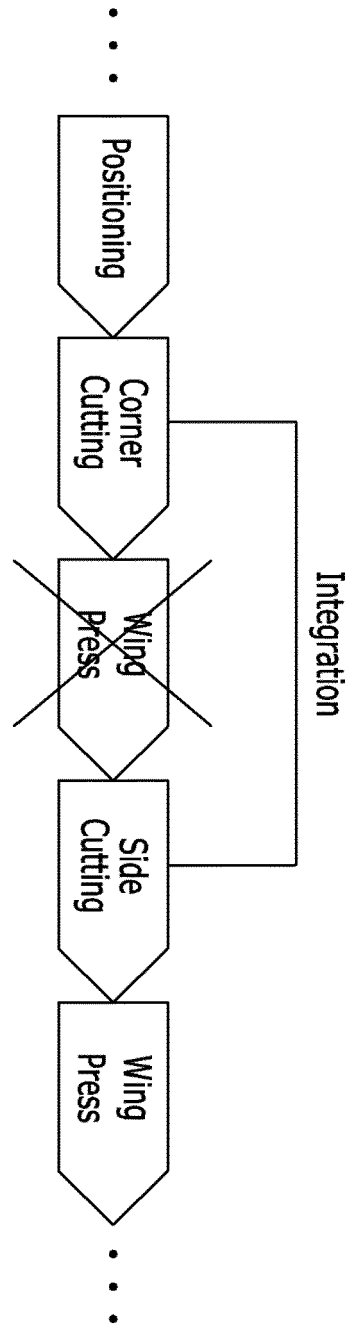 Integration
Positioning
Corner
Cutting
Wing
Press
Side
Cutting
Wing
Press